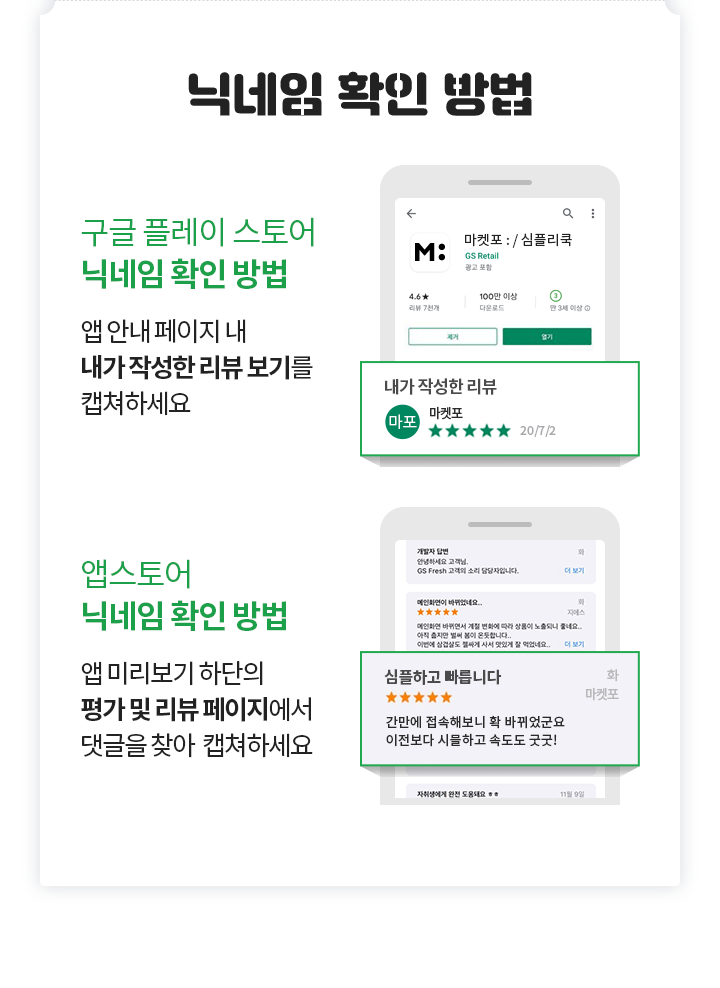 닉네임 확인 방법
구글 플레이 스토어
닉네임 확인 방법
앱 안내 페이지 내
내가 작성한 리뷰 보기를
캡쳐하세요
M:
마켓포 : / 심플리쿡
GS Retail
광고 포함
4.6★
리뷰 7천개
100만 이상
다운로드
3
만 3세 이상
제거
열기
내가 작성한 리뷰
마포
마켓포
★★★★★ 20/7/2
앱스토어
닉네임 확인 방법
앱 미리보기 하단의
평가 및 리뷰 페이지에서
댓글을 찾아 캡쳐하세요
개발자 답변 화
안녕하세요 고객님.
GS Fresh 고객의 소리 담당자입니다. 더 보기
메인화면이 바뀌었네요.. 화
★★★★★ 지에스
메인화면 바뀌면서 계절 변화에 따라 상품이 노출되니 좋네요..
아직 춥지만 벌써 봄이 온듯합니다..
이번에 삼겹살도 첼싸게 사서 맛있게 잘 먹었네요.. 더 보기
심플하고 빠릅니다 화
★★★★★ 마켓포
간만에 접속해보니 확 바뀌었군요
이전보다 시믈하고 속도도 굿굿!
자취생에게 완전 도움돼요 ㅎㅎ 11월 9일